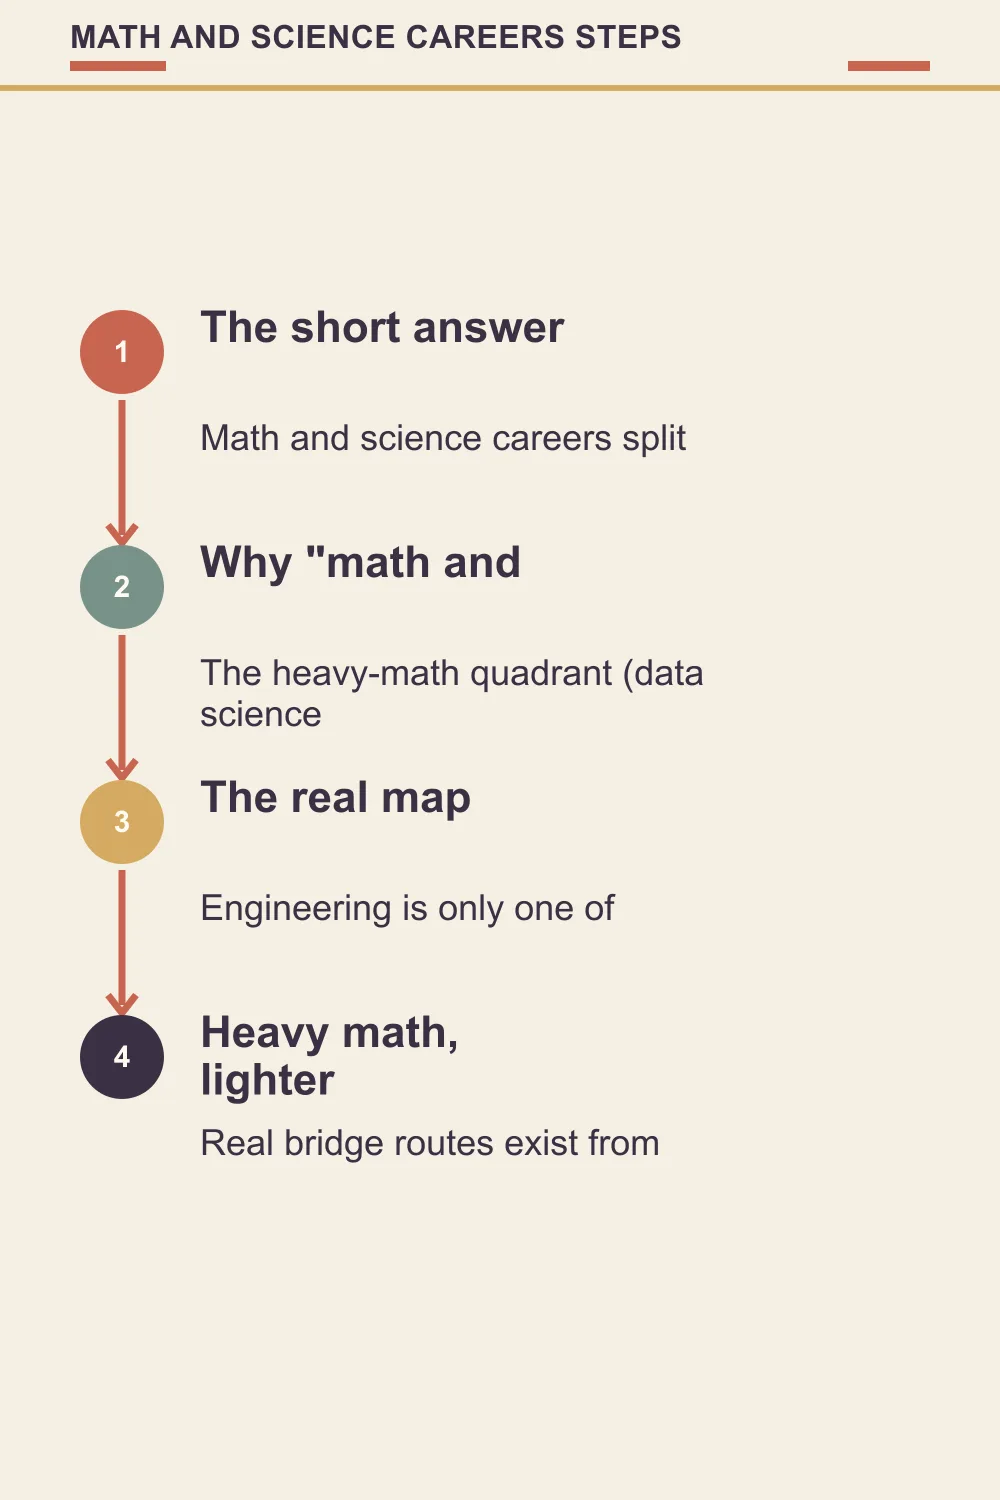 MATH AND SCIENCE CAREERS STEPS
1
The short answer
Math and science careers split
2
Why "math and
The heavy-math quadrant (data
science
3
The real map
Engineering is only one of
4
Heavy math,
lighter
Real bridge routes exist from